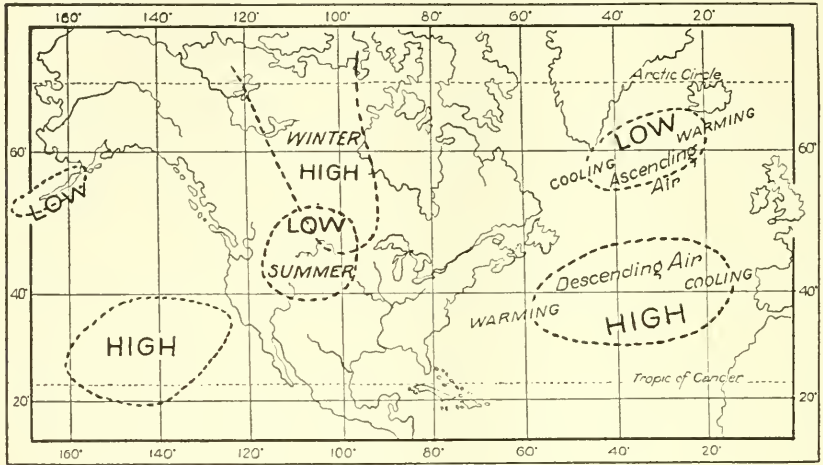 160° 140° 120° 100° 80° 60° 40° 20°
Arctic Circle
LOW WARMING
WINTER
60° 60°
HIGH
COOLING Ascending
Air
LOW
LOW
SUMMER
Descending Air
COOLING
40° 40°
WARMING HIGH
HIGH
Tropic of Cancer
20° 20°
160° 140° 120° 100° 80° 60° 40° 20°